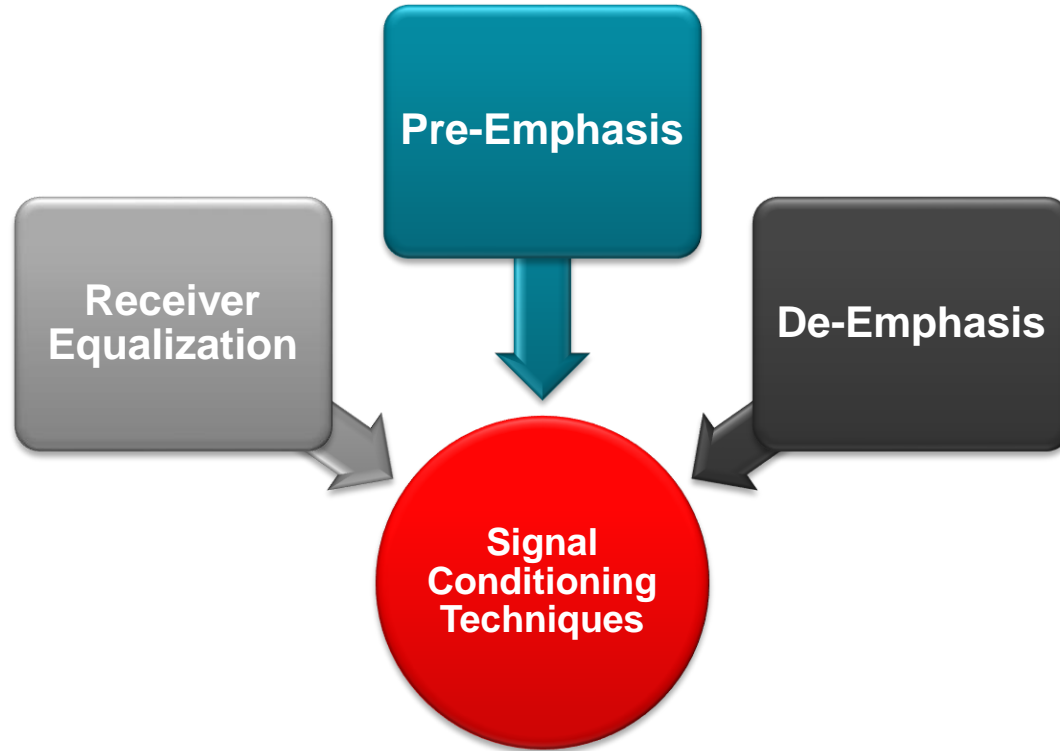 Pre-Emphasis
Receiver
Equalization
De-Emphasis
Signal
Conditioning
Techniques